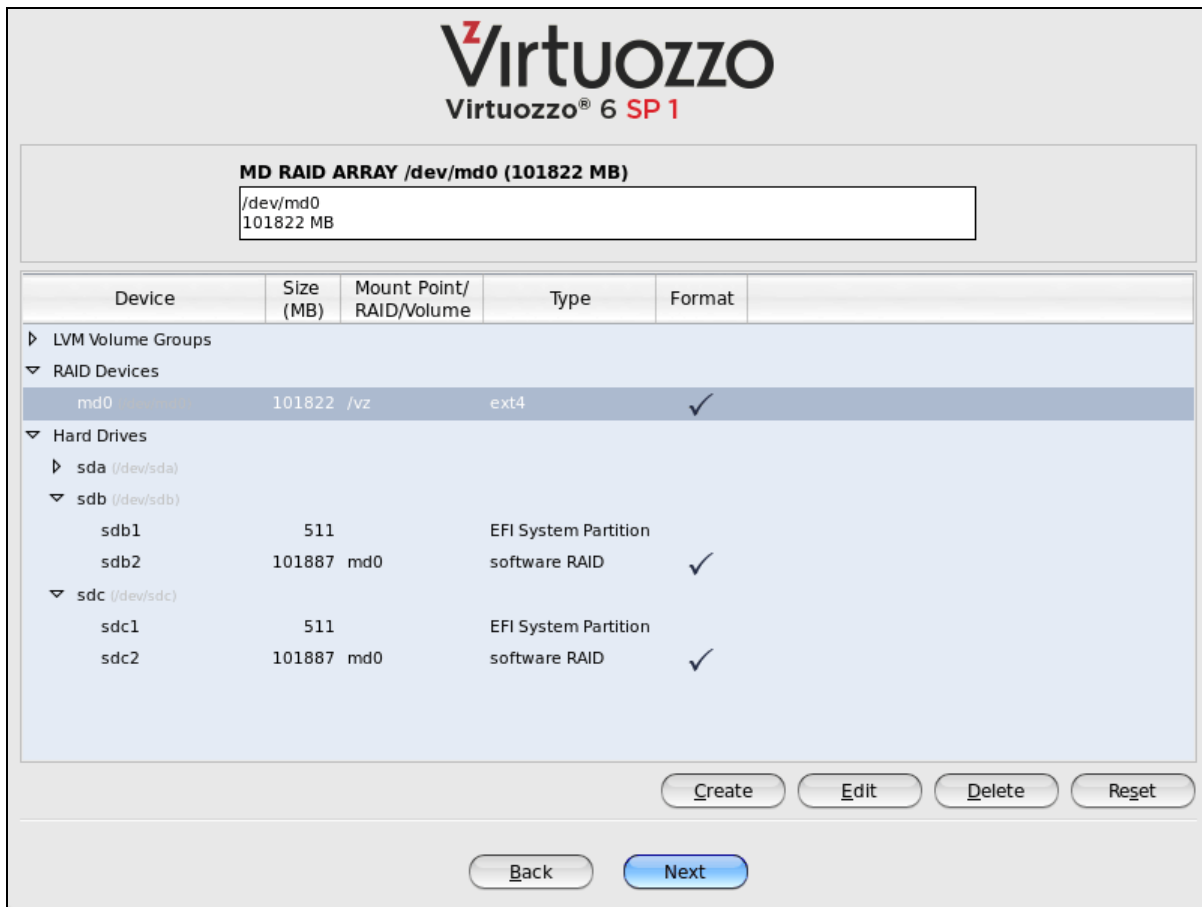 Virtuozzo
Virtuozzo® 6 SP 1
MD RAID ARRAY /dev/md0 (101822 MB)
/dev/md0
101822 MB
Device Size (MB) Mount Point/ RAID/Volume Type Format
LVM Volume Groups
RAID Devices
md0 101822 /vz ext4 ✓
Hard Drives
sda (/dev/sda)
sdb (/dev/sdb)
sdb1 511 EFI System Partition
sdb2 101887 md0 software RAID ✓
sdc (/dev/sdc)
sdc1 511 EFI System Partition
sdc2 101887 md0 software RAID ✓
Create Edit Delete Reset
Back Next